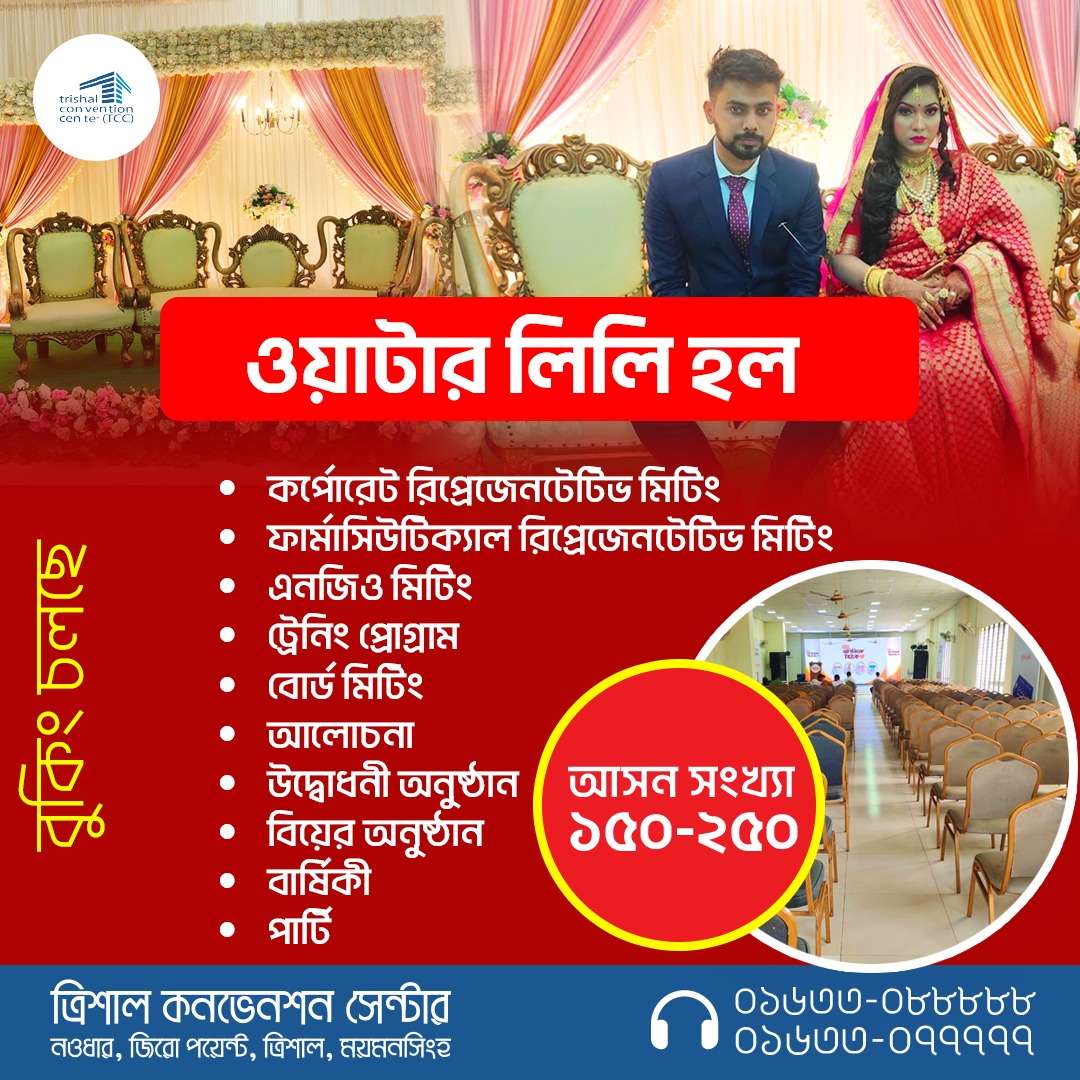 trishal
convention
center (TCC)
ওয়াটার লিলি হল
বুকিং চলছে
• কর্পোরেট রিপ্রেজেনটেটিভ মিটিং
• ফার্মাসিউটিক্যাল রিপ্রেজেনটেটিভ মিটিং
• এনজিও মিটিং
• ট্রেনিং প্রোগ্রাম
• বোর্ড মিটিং
• আলোচনা
• উদ্বোধনী অনুষ্ঠান
• বিয়ের অনুষ্ঠান
• বার্ষিকী
• পার্টি
আসন সংখ্যা
১৫০-২৫০
ত্রিশাল কনভেনশন সেন্টার
নওধার, জিরো পয়েন্ট, ত্রিশাল, ময়মনসিংহ
০১৬৩৩-০৮৮৮৮৮
০১৬৩৩-০৭৭৭৭৭